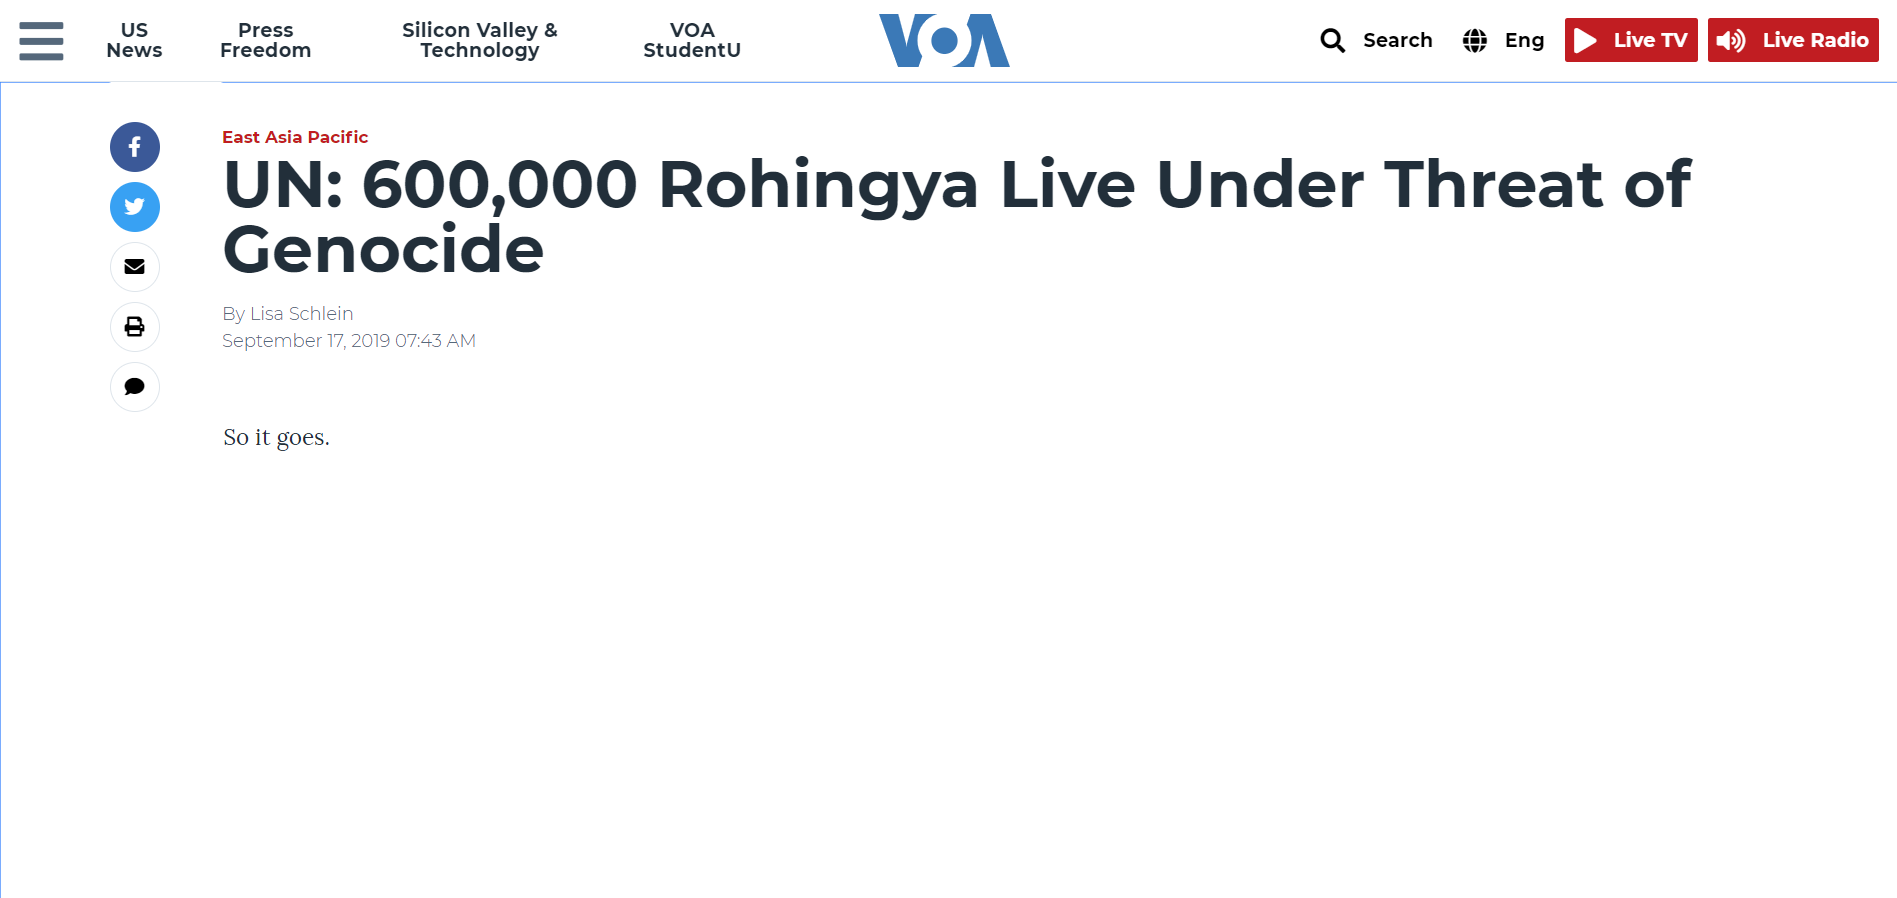 US
News
Press
Freedom
Silicon Valley &
Technology
VOA
StudentU
VOA
Search
Eng
Live TV
Live Radio
East Asia Pacific
UN: 600,000 Rohingya Live Under Threat of
Genocide
By Lisa Schlein
September 17, 2019 07:43 AM
So it goes.